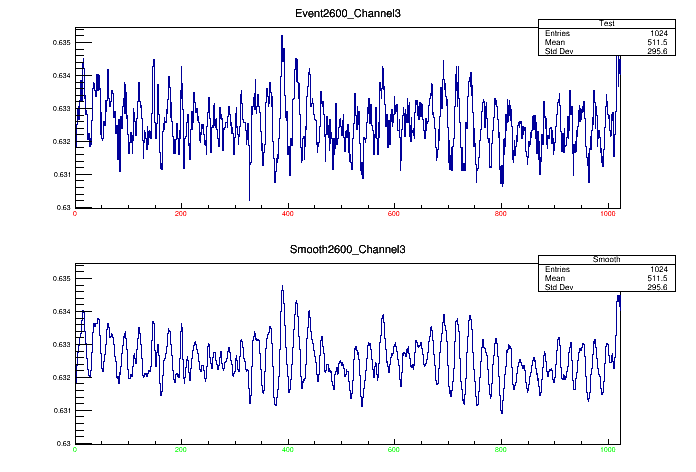 Event2600_Channel3
Test
Entries 1024
Mean 511.5
Std Dev 295.6
0.635
0.634
0.633
0.632
0.631
0.63
0 200 400 600 800 1000
Smooth2600_Channel3
Smooth
Entries 1024
Mean 511.5
Std Dev 295.6
0.635
0.634
0.633
0.632
0.631
0.63
0 200 400 600 800 1000